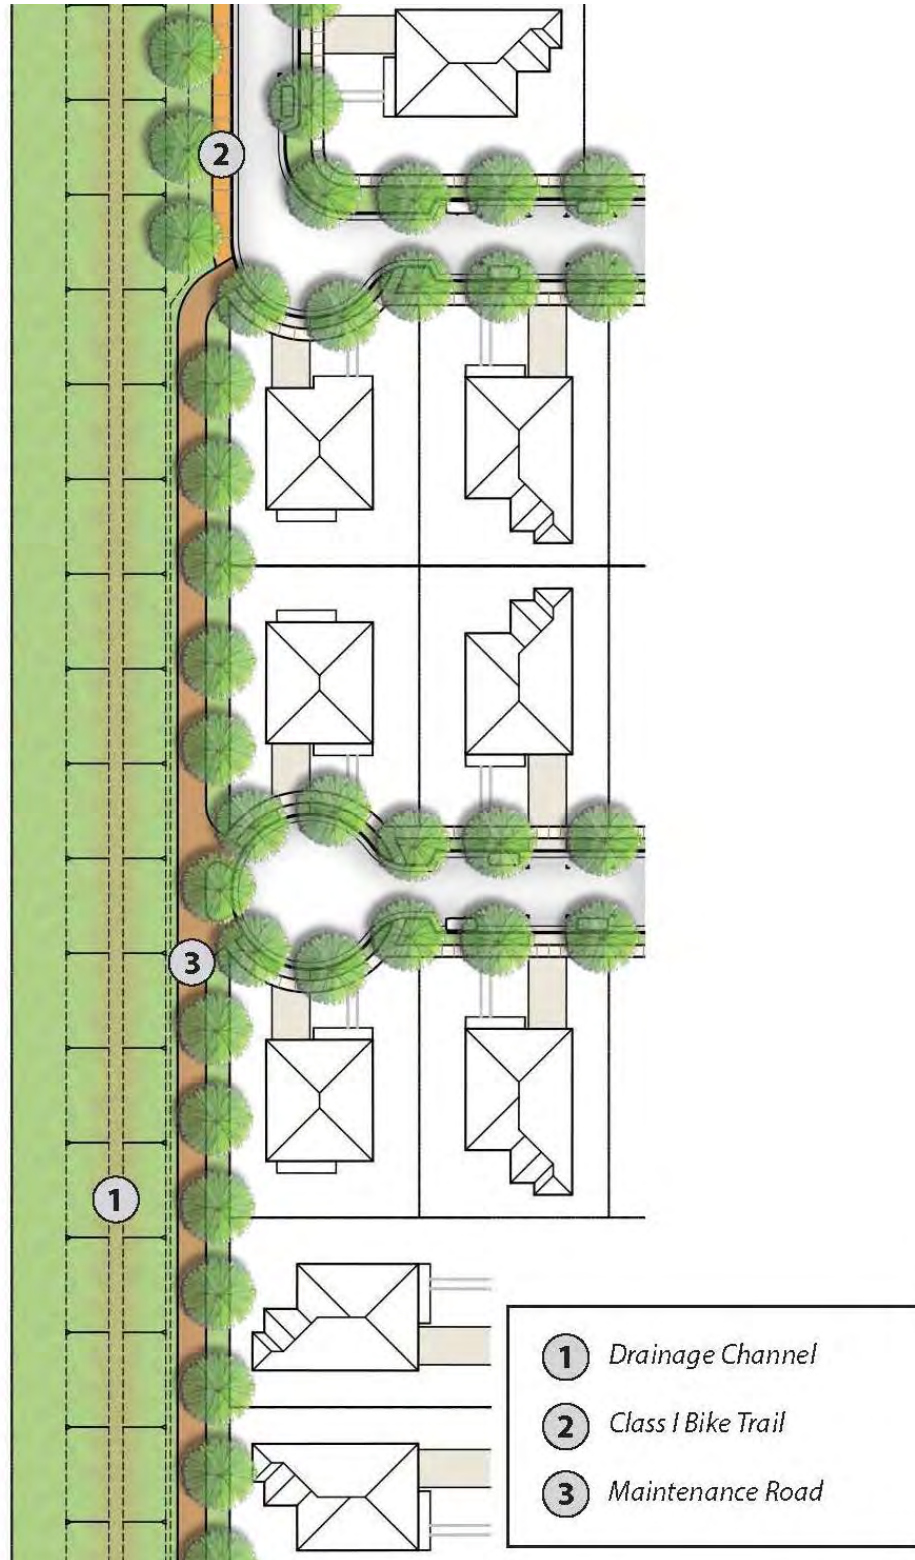 2
3
1
1 Drainage Channel
2 Class I Bike Trail
3 Maintenance Road